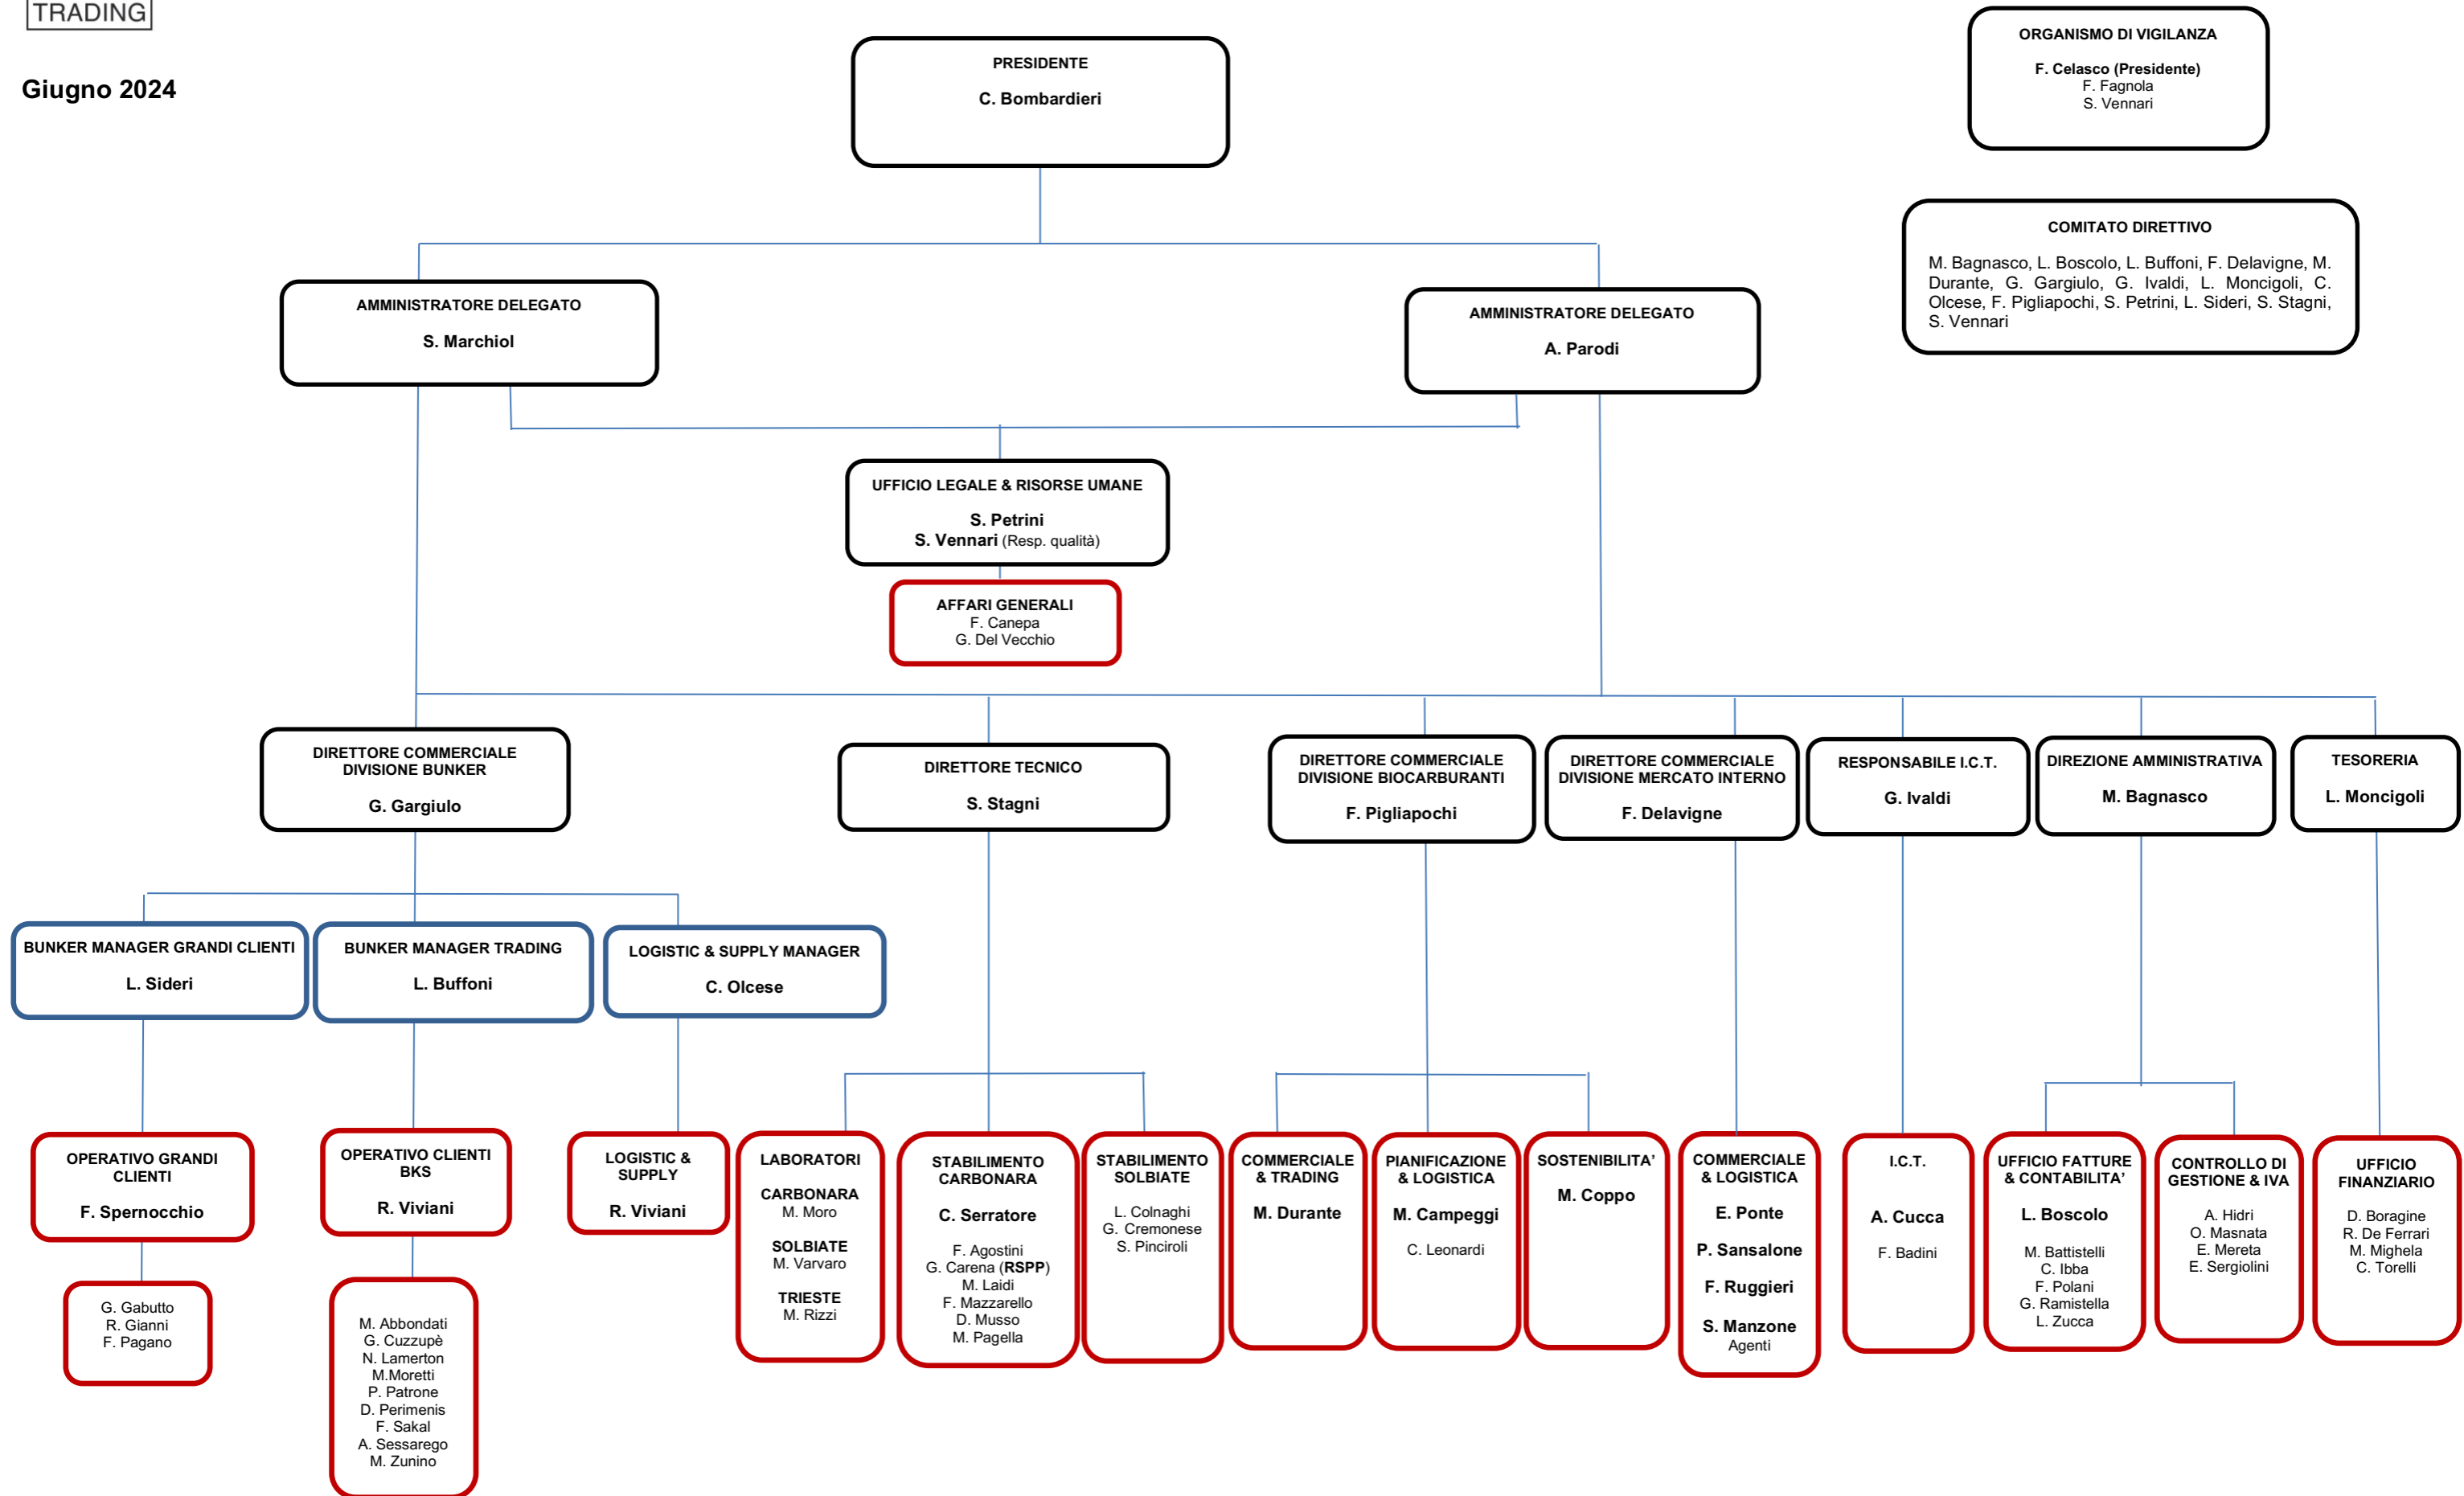 TRADING
Giugno 2024
PRESIDENTE
C. Bombardieri
ORGANISMO DI VIGILANZA
F. Celasco (Presidente)
F. Fagnola
S. Vennari
COMITATO DIRETTIVO
M. Bagnasco, L. Boscolo, L. Buffoni, F. Delavigne, M.
Durante, G. Gargiulo, G. Ivaldi, L. Moncigoli, C.
Olcese, F. Pigliapochi, S. Petrini, L. Sideri, S. Stagni,
S. Vennari
AMMINISTRATORE DELEGATO
S. Marchiol
AMMINISTRATORE DELEGATO
A. Parodi
UFFICIO LEGALE & RISORSE UMANE
S. Petrini
S. Vennari (Resp. qualità)
AFFARI GENERALI
F. Canepa
G. Del Vecchio
DIRETTORE COMMERCIALE
DIVISIONE BUNKER
G. Gargiulo
DIRETTORE TECNICO
S. Stagni
DIRETTORE COMMERCIALE
DIVISIONE BIOCARBURANTI
F. Pigliapochi
DIRETTORE COMMERCIALE
DIVISIONE MERCATO INTERNO
F. Delavigne
RESPONSABILE I.C.T.
G. Ivaldi
DIREZIONE AMMINISTRATIVA
M. Bagnasco
TESORERIA
L. Moncigoli
BUNKER MANAGER GRANDI CLIENTI
L. Sideri
BUNKER MANAGER TRADING
L. Buffoni
LOGISTIC & SUPPLY MANAGER
C. Olcese
OPERATIVO GRANDI
CLIENTI
F. Spernocchio
G. Gabutto
R. Gianni
F. Pagano
OPERATIVO CLIENTI
BKS
R. Viviani
M. Abbondati
G. Cuzzupè
N. Lamerton
M.Moretti
P. Patrone
D. Perimenis
F. Sakal
A. Sessarego
M. Zunino
LOGISTIC &
SUPPLY
R. Viviani
LABORATORI
CARBONARA
M. Moro
SOLBIATE
M. Varvaro
TRIESTE
M. Rizzi
STABILIMENTO
CARBONARA
C. Serratore
F. Agostini
G. Carena (RSPP)
M. Laidi
F. Mazzarello
D. Musso
M. Pagella
STABILIMENTO
SOLBIATE
L. Colnaghi
G. Cremonese
S. Pinciroli
COMMERCIALE
& TRADING
M. Durante
PIANIFICAZIONE
& LOGISTICA
M. Campeggi
C. Leonardi
SOSTENIBILITA’
M. Coppo
COMMERCIALE
& LOGISTICA
E. Ponte
P. Sansalone
F. Ruggieri
S. Manzone
Agenti
I.C.T.
A. Cucca
F. Badini
UFFICIO FATTURE
& CONTABILITA’
L. Boscolo
M. Battistelli
C. Ibba
F. Polani
G. Ramistella
L. Zucca
CONTROLLO DI
GESTIONE & IVA
A. Hidri
O. Masnata
E. Mereta
E. Sergiolini
UFFICIO
FINANZIARIO
D. Boragine
R. De Ferrari
M. Mighela
C. Torelli